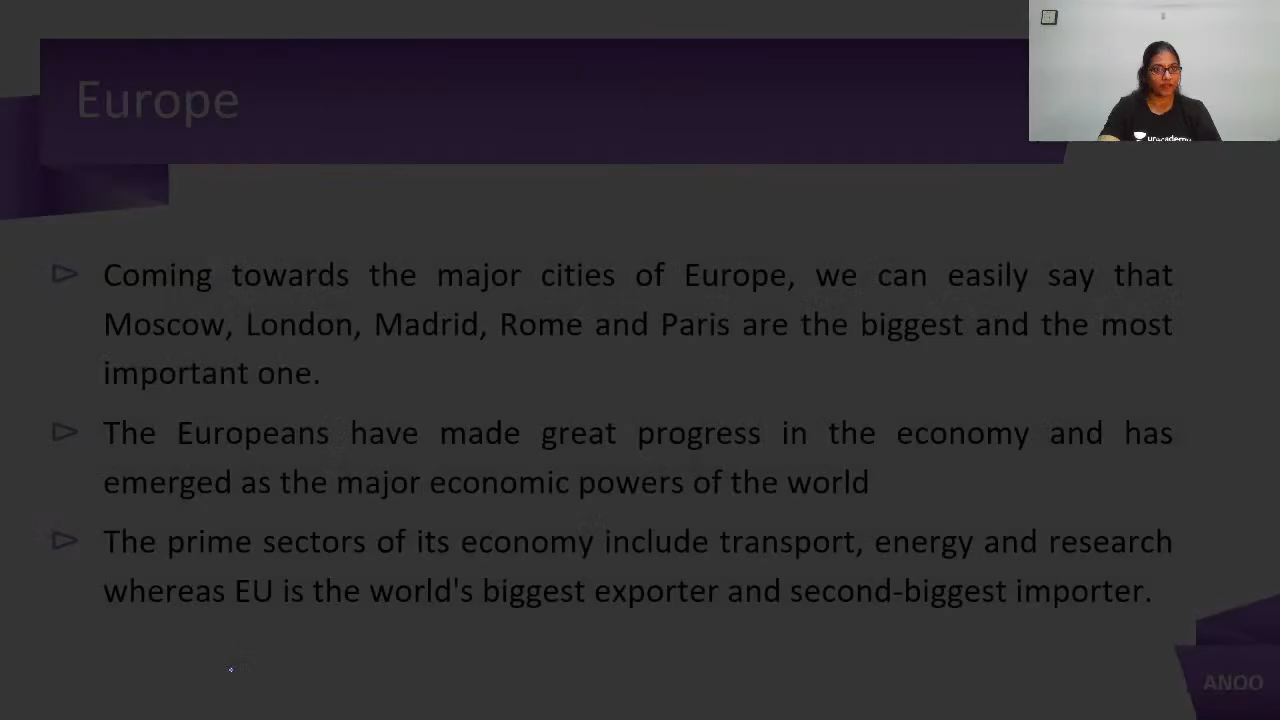 Europe
unacademy
Coming towards the major cities of Europe, we can easily say that
Moscow, London, Madrid, Rome and Paris are the biggest and the most
important one.
The Europeans have made great progress in the economy and has
emerged as the major economic powers of the world
The prime sectors of its economy include transport, energy and research
whereas EU is the world's biggest exporter and second-biggest importer.
ANOO